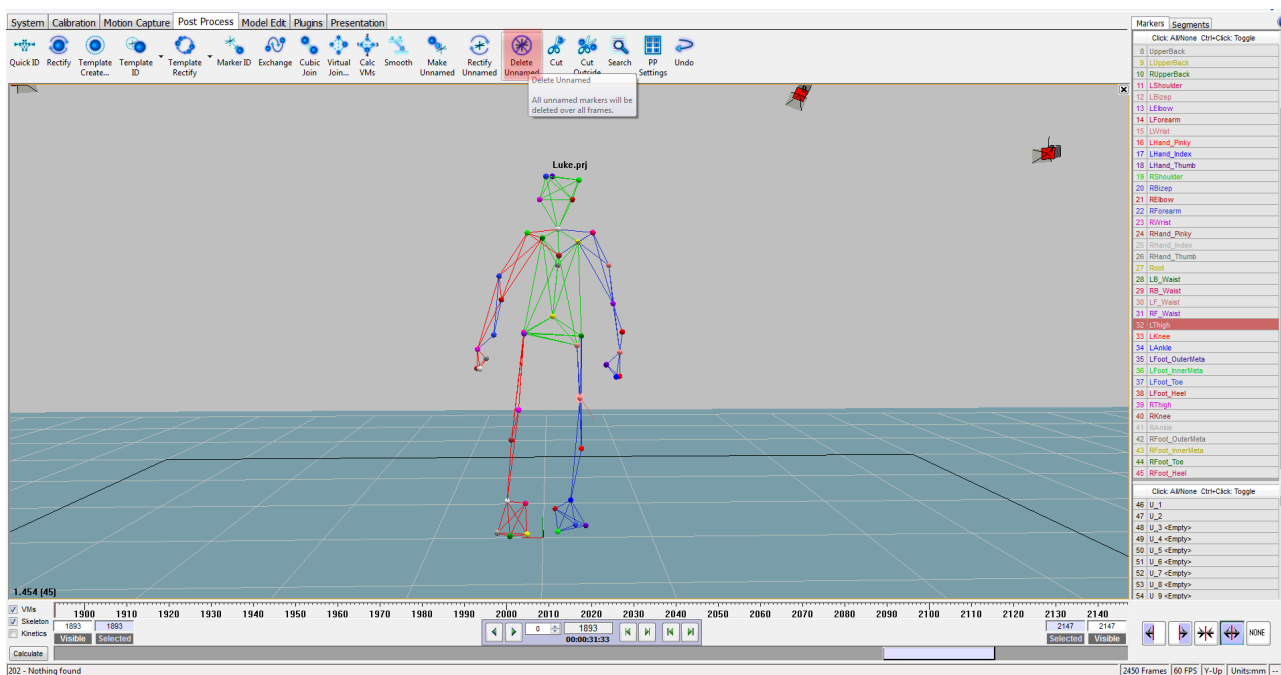 System Calibration Motion Capture Post Process Model Edit Plugins Presentation
Quick ID Rectify Template Create... Template ID Template Rectify Marker ID Exchange Cubic Join Virtual Join... Calc VMs Smooth Make Unnamed Rectify Unnamed Delete Unnamed Cut Cut Outside Search PP Settings Undo
Delete Unnamed
All unnamed markers will be
deleted over all frames.
Luke.prj
1.454 (45)
Markers Segments
Click: All/None Ctrl+Click: Toggle
8 UpperBack
9 LUpperBack
10 RUpperBack
11 LShoulder
12 LBizep
13 LElbow
14 LForearm
15 LWrist
16 LHand_Pinky
17 LHand_Index
18 LHand_Thumb
19 RShoulder
20 RBizep
21 RElbow
22 RForearm
23 RWrist
24 RHand_Pinky
25 RHand_Index
26 RHand_Thumb
27 Root
28 LB_Waist
29 RB_Waist
30 LF_Waist
31 RF_Waist
32 LThigh
33 LKnee
34 LAnkle
35 LFoot_OuterMeta
36 LFoot_InnerMeta
37 LFoot_Toe
38 LFoot_Heel
39 RThigh
40 RKnee
41 RAnkle
42 RFoot_OuterMeta
43 RFoot_InnerMeta
44 RFoot_Toe
45 RFoot_Heel
Click: All/None Ctrl+Click: Toggle
46 U_1
47 U_2
48 U_3 <Empty>
49 U_4 <Empty>
50 U_5 <Empty>
51 U_6 <Empty>
52 U_7 <Empty>
53 U_8 <Empty>
54 U_9 <Empty>
VMs
Skeleton
Kinetics
Calculate
1900 1910 1920 1930 1940 1950 1960 1970 1980 1990 2000 2010 2020 2030 2040 2050 2060 2070 2080 2090 2100 2110 2120 2130 2140
1893 1893
Visible Selected
0 1893
00:00:31:33
2147 2147
Selected Visible
NONE
202 - Nothing found
2450 Frames 60 FPS Y-Up Units:mm --